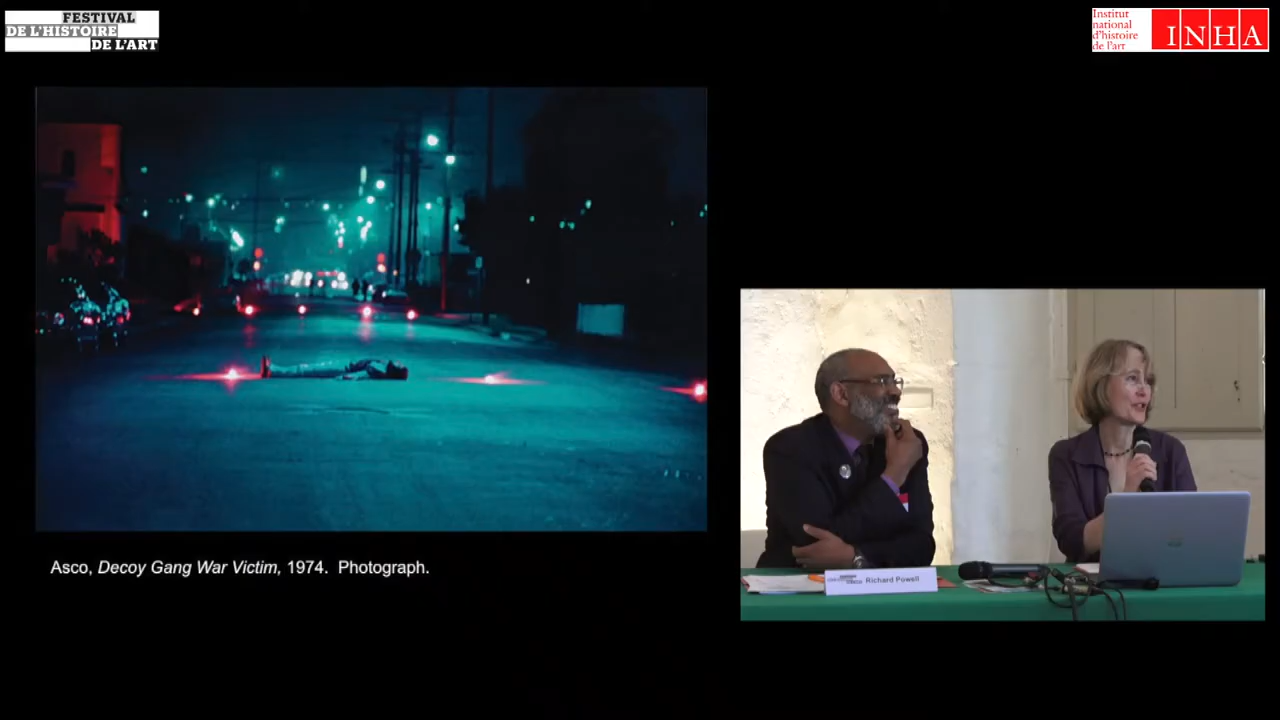 FESTIVAL
DE L'HISTOIRE
DE L'ART
Institut
national
d'histoire
de l'art
INHA
Asco, Decoy Gang War Victim, 1974. Photograph.
Richard Powell